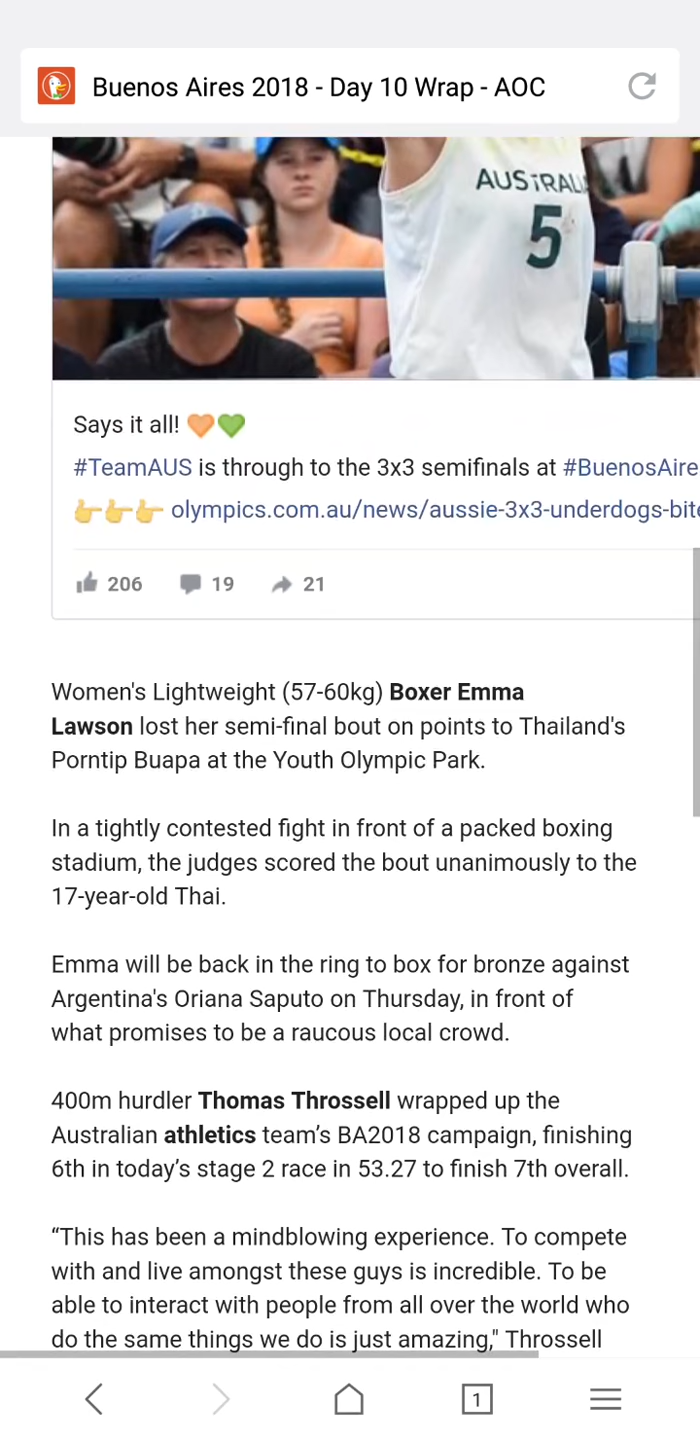 Buenos Aires 2018 - Day 10 Wrap - AOC
AUSTRALI
5
Says it all! 🧡💚
#TeamAUS is through to the 3x3 semifinals at #BuenosAire
👉👉👉 olympics.com.au/news/aussie-3x3-underdogs-bite
206 19 21
Women's Lightweight (57-60kg) Boxer Emma
Lawson lost her semi-final bout on points to Thailand's
Porntip Buapa at the Youth Olympic Park.
In a tightly contested fight in front of a packed boxing
stadium, the judges scored the bout unanimously to the
17-year-old Thai.
Emma will be back in the ring to box for bronze against
Argentina's Oriana Saputo on Thursday, in front of
what promises to be a raucous local crowd.
400m hurdler Thomas Throssell wrapped up the
Australian athletics team’s BA2018 campaign, finishing
6th in today’s stage 2 race in 53.27 to finish 7th overall.
“This has been a mindblowing experience. To compete
with and live amongst these guys is incredible. To be
able to interact with people from all over the world who
do the same things we do is just amazing," Throssell
1